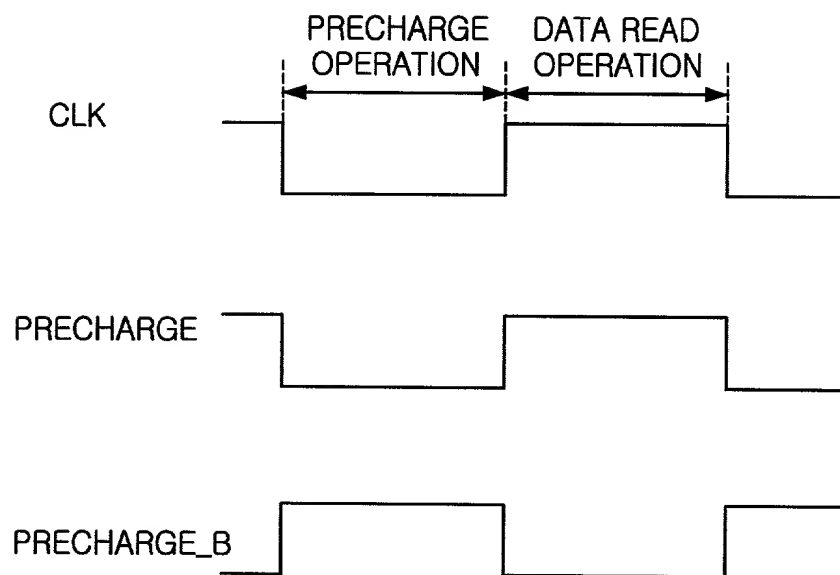 PRECHARGE
OPERATION
DATA READ
OPERATION
CLK
PRECHARGE
PRECHARGE_B